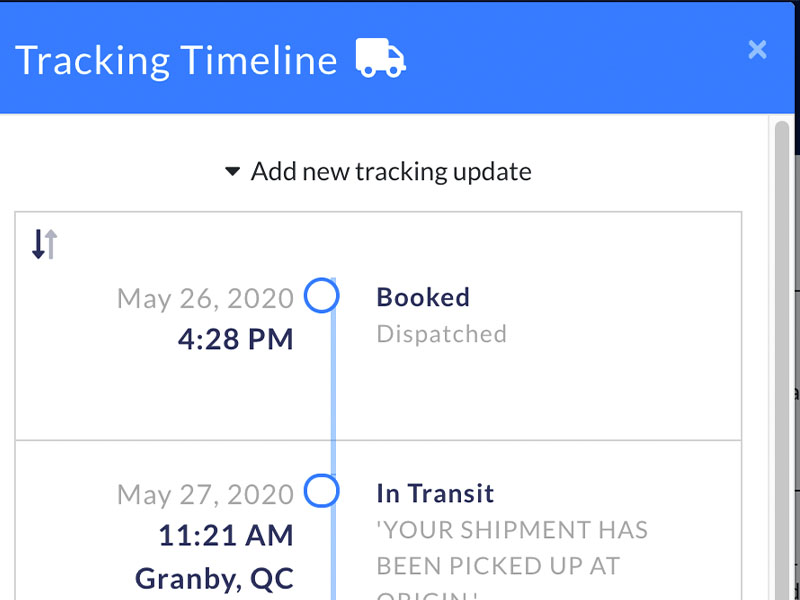 Tracking Timeline
Add new tracking update
May 26, 2020
4:28 PM
Booked
Dispatched
May 27, 2020
11:21 AM
Granby, QC
In Transit
'YOUR SHIPMENT HAS
BEEN PICKED UP AT
ORIGIN.'